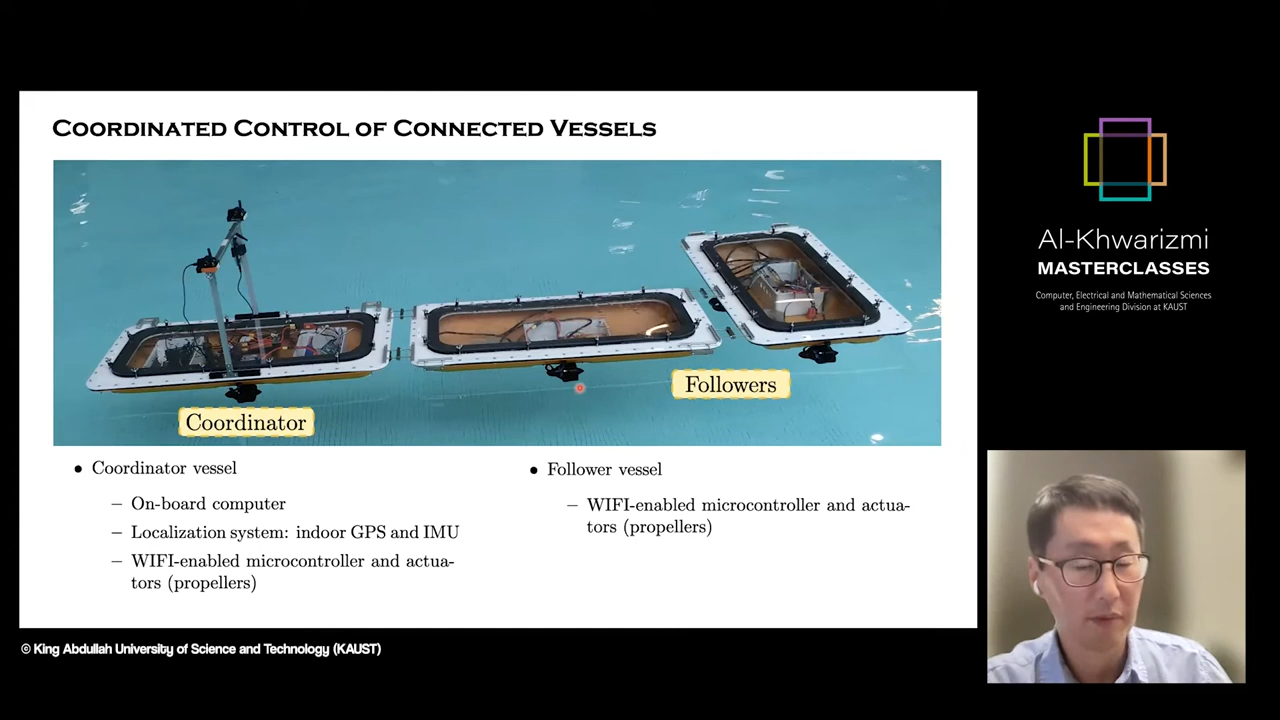 COORDINATED CONTROL OF CONNECTED VESSELS
Coordinator
Followers
• Coordinator vessel
– On-board computer
– Localization system: indoor GPS and IMU
– WIFI-enabled microcontroller and actua-
tors (propellers)
• Follower vessel
– WIFI-enabled microcontroller and actua-
tors (propellers)
Al-Khwarizmi
MASTERCLASSES
Computer, Electrical and Mathematical Sciences
and Engineering Division at KAUST
© King Abdullah University of Science and Technology (KAUST)